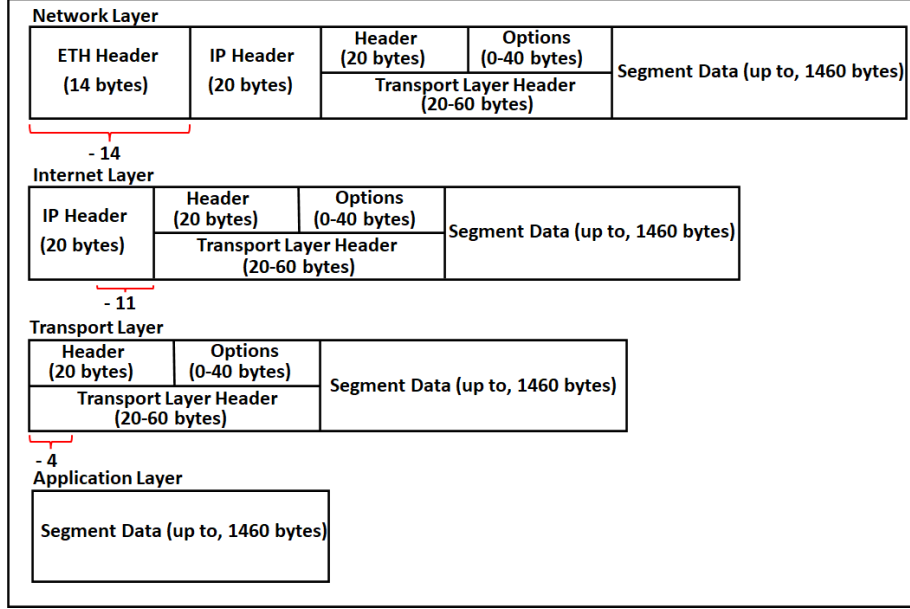 Network Layer
ETH Header
(14 bytes)
IP Header
(20 bytes)
Header
(20 bytes)
Options
(0-40 bytes)
Transport Layer Header
(20-60 bytes)
Segment Data (up to, 1460 bytes)
- 14
Internet Layer
IP Header
(20 bytes)
Header
(20 bytes)
Options
(0-40 bytes)
Transport Layer Header
(20-60 bytes)
Segment Data (up to, 1460 bytes)
- 11
Transport Layer
Header
(20 bytes)
Options
(0-40 bytes)
Transport Layer Header
(20-60 bytes)
Segment Data (up to, 1460 bytes)
- 4
Application Layer
Segment Data (up to, 1460 bytes)